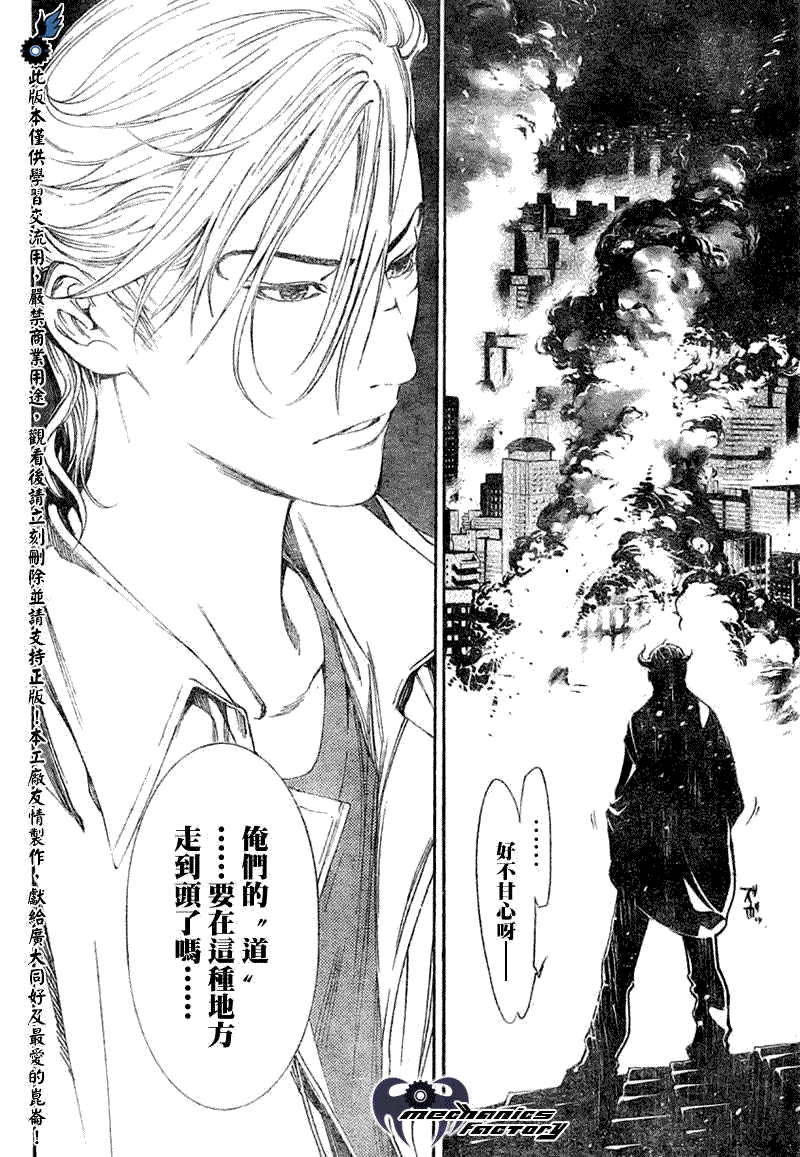 ……
好不甘心呀——
俺們的〝道〝
……要在這種地方
走到頭了嗎……
此版本僅供學習交流用、嚴禁商業用途，觀看後請立刻刪除並請支持正版！本工廠友情製作、獻給廣大同好及最愛的崑崙！
mechanics
factory